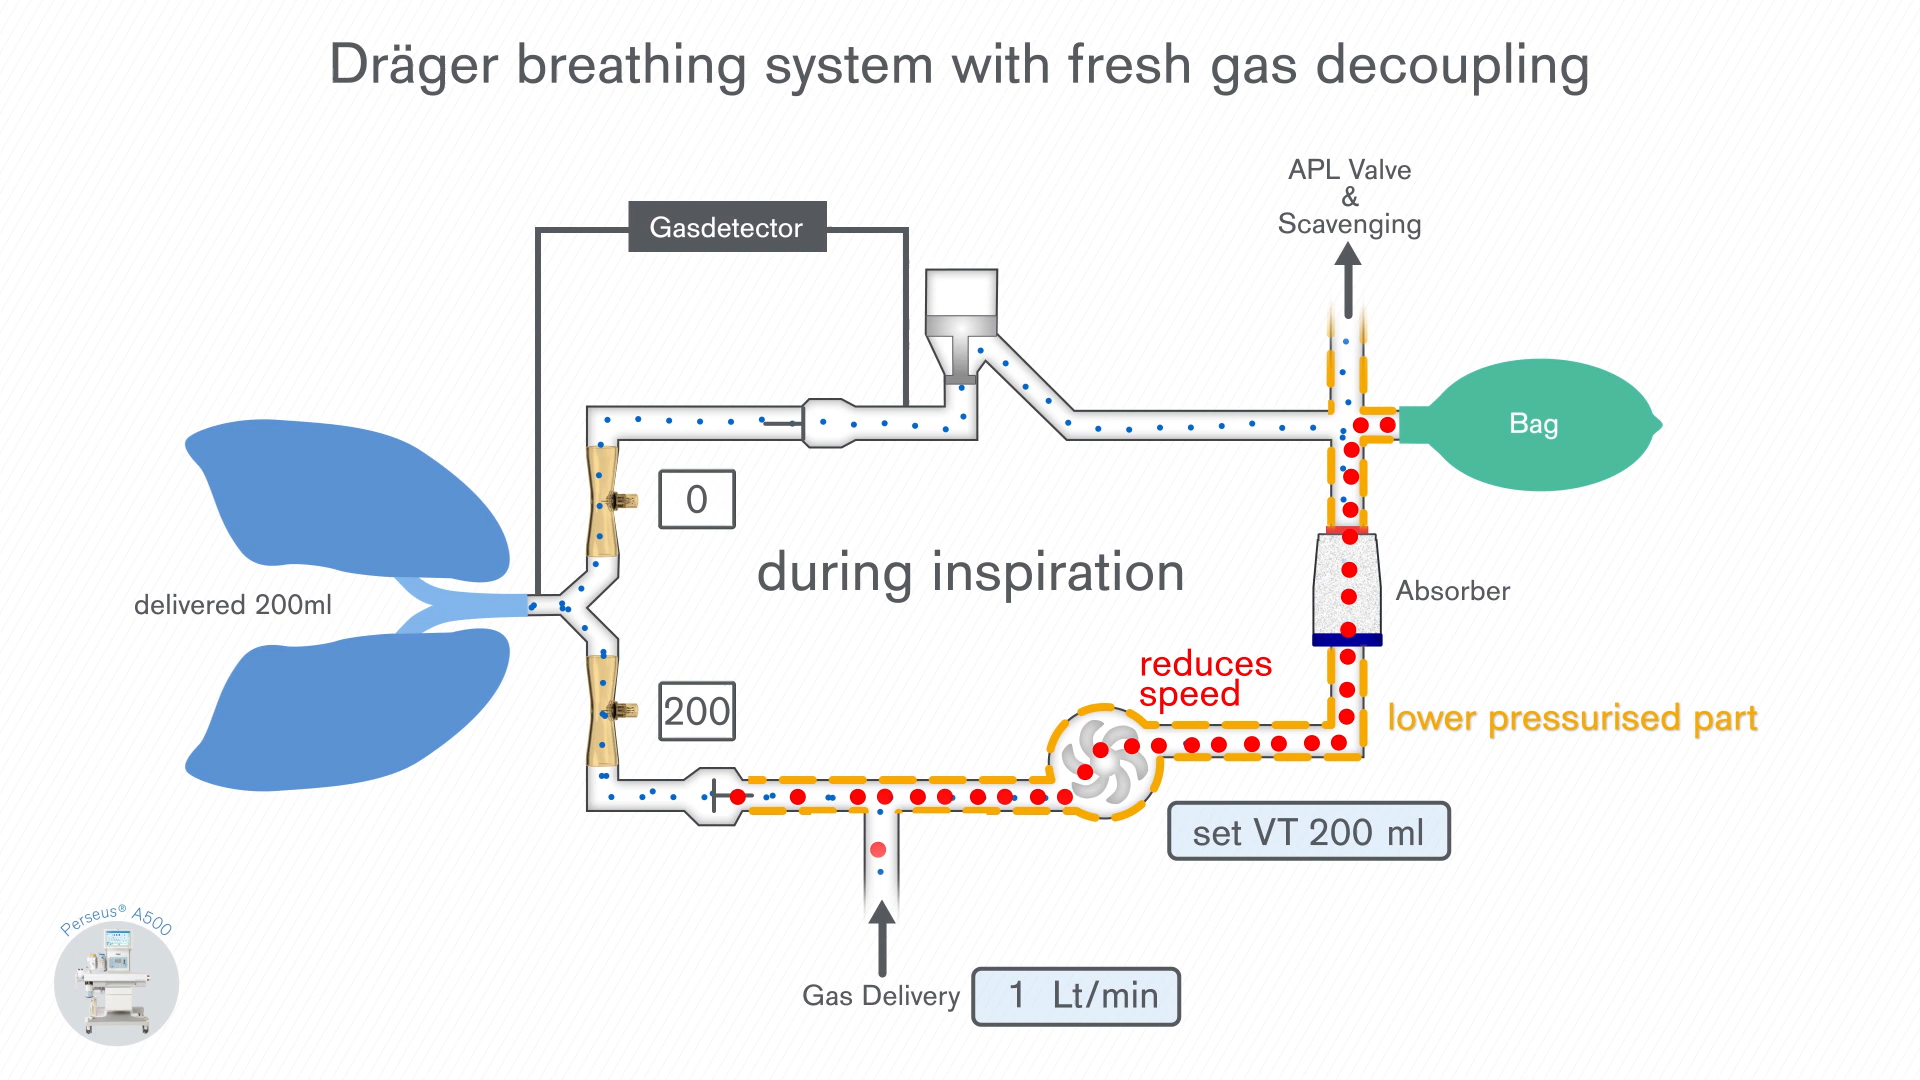 Dräger breathing system with fresh gas decoupling
APL Valve
&
Scavenging
Gasdetector
Bag
0
during inspiration
Absorber
delivered 200ml
reduces
speed
200
lower pressurised part
set VT 200 ml
Perseus® A500
Gas Delivery
1 Lt/min